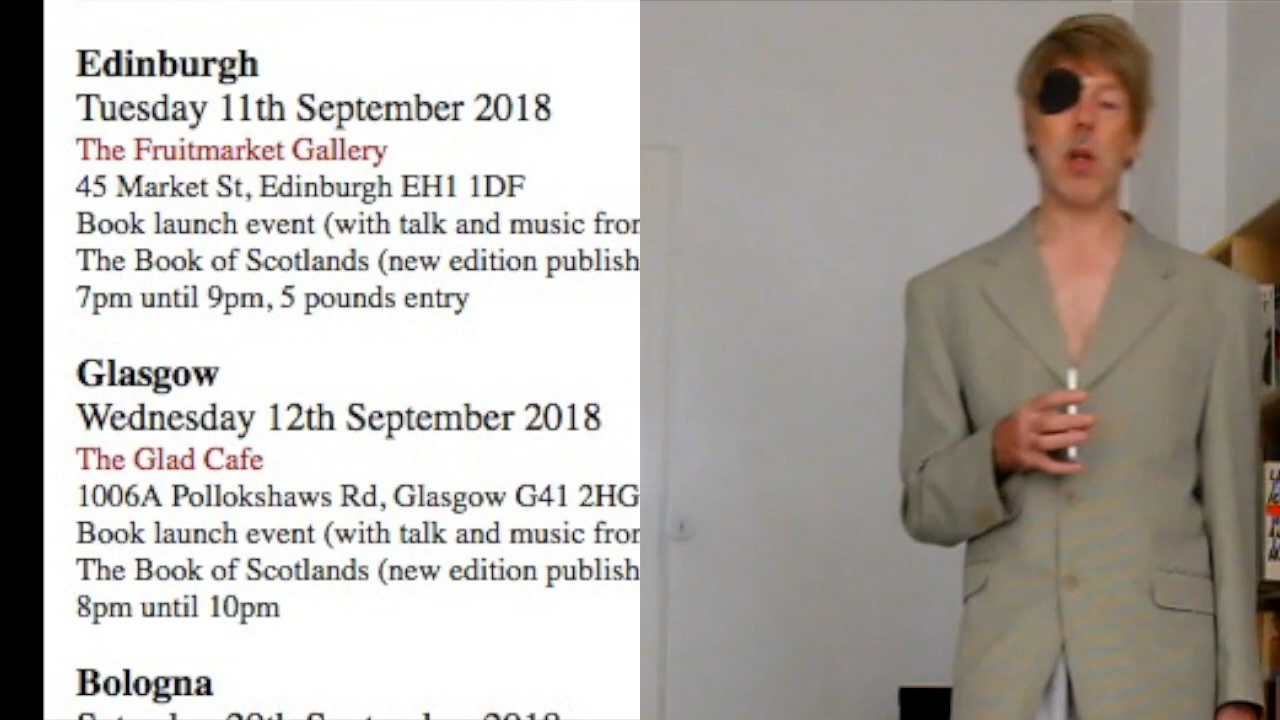 Edinburgh
Tuesday 11th September 2018
The Fruitmarket Gallery
45 Market St, Edinburgh EH1 1DF
Book launch event (with talk and music from
The Book of Scotlands (new edition publish
7pm until 9pm, 5 pounds entry
Glasgow
Wednesday 12th September 2018
The Glad Cafe
1006A Pollokshaws Rd, Glasgow G41 2HG
Book launch event (with talk and music from
The Book of Scotlands (new edition publish
8pm until 10pm
Bologna